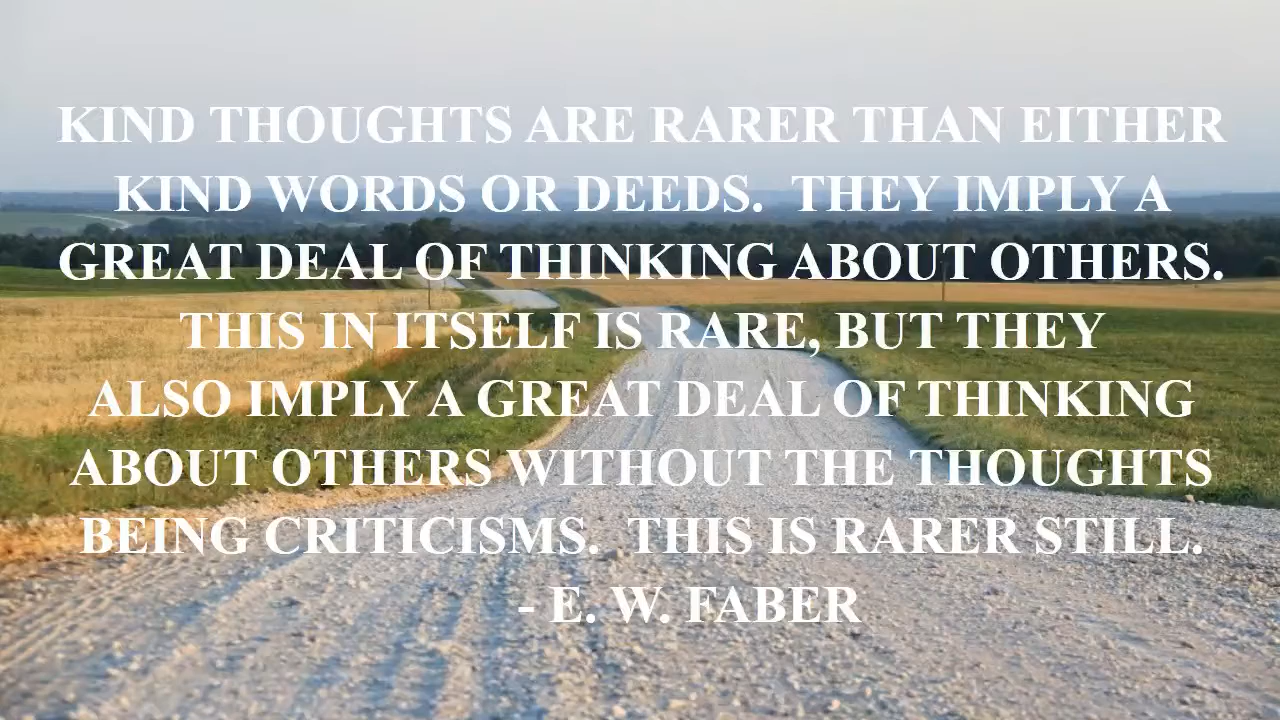 KIND THOUGHTS ARE RARER THAN EITHER
KIND WORDS OR DEEDS.  THEY IMPLY A
GREAT DEAL OF THINKING ABOUT OTHERS.
THIS IN ITSELF IS RARE, BUT THEY
ALSO IMPLY A GREAT DEAL OF THINKING
ABOUT OTHERS WITHOUT THE THOUGHTS
BEING CRITICISMS.  THIS IS RARER STILL.
- E. W. FABER